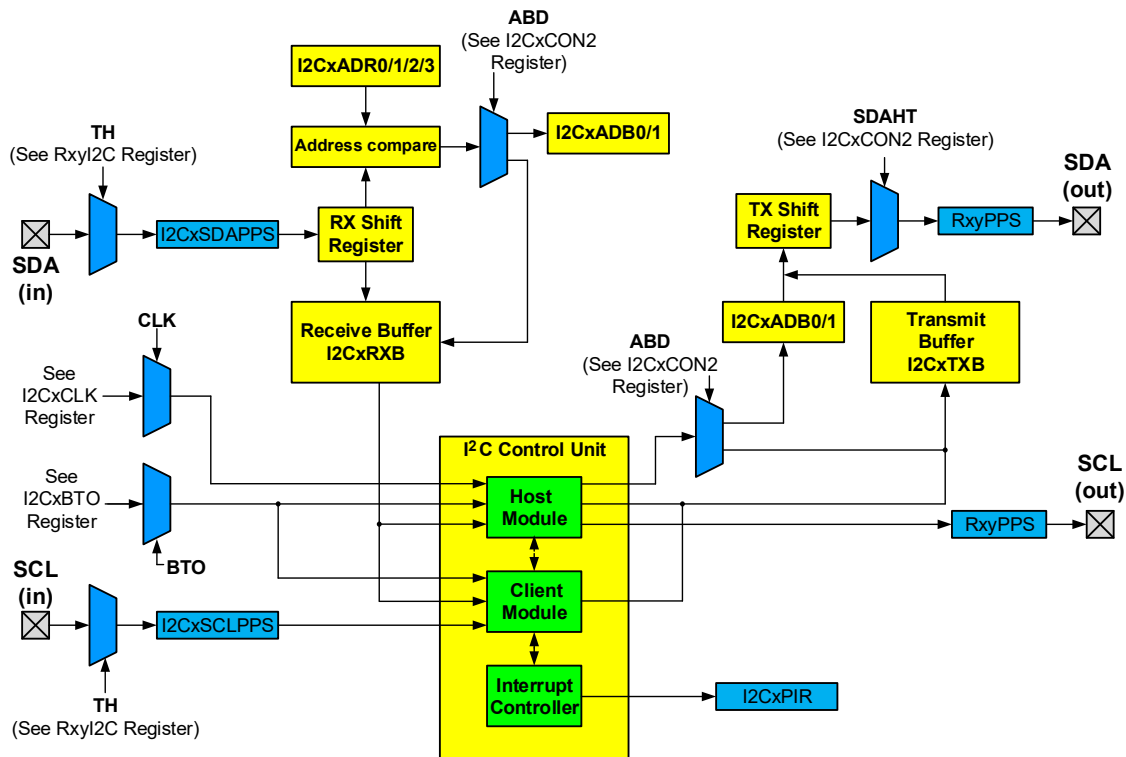 ABD
(See I2CxCON2
Register)
I2CxADR0/1/2/3
TH
(See RxyI2C Register)
Address compare
I2CxADB0/1
SDAHT
(See I2CxCON2 Register)
SDA
(out)
I2CxSDAPPS
RX Shift
Register
TX Shift
Register
RxyPPS
SDA
(in)
CLK
Receive Buffer
I2CxRXB
I2CxADB0/1
Transmit
Buffer
I2CxTXB
ABD
(See I2CxCON2
Register)
See
I2CxCLK
Register
I²C Control Unit
See
I2CxBTO
Register
Host
Module
SCL
(out)
RxyPPS
BTO
SCL
(in)
Client
Module
I2CxSCLPPS
Interrupt
Controller
I2CxPIR
TH
(See RxyI2C Register)